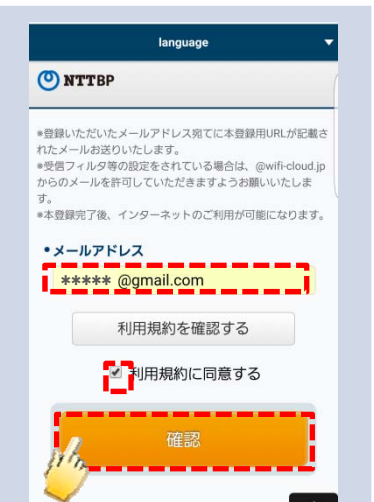 language
NTTBP
*登録いただいたメールアドレス宛てに本登録用URLが記載さ
れたメールお送りいたします。
*受信フィルタ等の設定をされている場合は、@wifi-cloud.jp
からのメールを許可していただきますようお願いいたしま
す。
*本登録完了後、インターネットのご利用が可能になります。
•メールアドレス
***** @gmail.com
利用規約を確認する
利用規約に同意する
確認